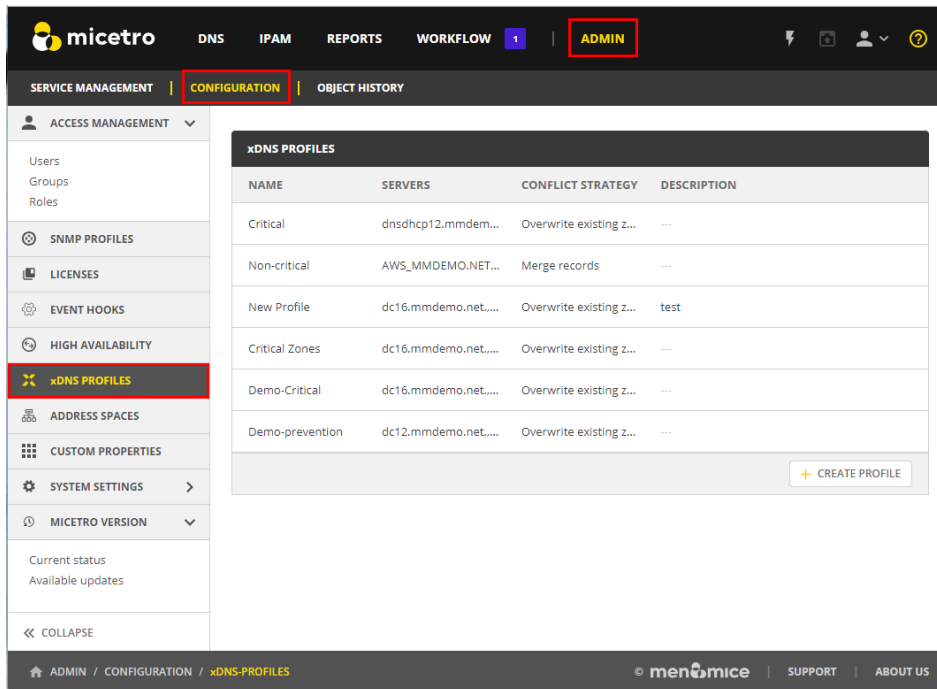 micetro DNS IPAM REPORTS WORKFLOW 1 | ADMIN
SERVICE MANAGEMENT | CONFIGURATION | OBJECT HISTORY
ACCESS MANAGEMENT
Users
Groups
Roles
SNMP PROFILES
LICENSES
EVENT HOOKS
HIGH AVAILABILITY
xDNS PROFILES
ADDRESS SPACES
CUSTOM PROPERTIES
SYSTEM SETTINGS
MICETRO VERSION
Current status
Available updates
COLLAPSE
xDNS PROFILES
NAME SERVERS CONFLICT STRATEGY DESCRIPTION
Critical dnsdhcp12.mmdem... Overwrite existing z... ---
Non-critical AWS_MMDEMO.NET... Merge records ---
New Profile dc16.mmdemo.net.,... Overwrite existing z... test
Critical Zones dc16.mmdemo.net.,... Overwrite existing z... ---
Demo-Critical dc16.mmdemo.net.,... Overwrite existing z... ---
Demo-prevention dc12.mmdemo.net.,... Overwrite existing z... ---
+ CREATE PROFILE
ADMIN / CONFIGURATION / xDNS-PROFILES © men&mice | SUPPORT | ABOUT US